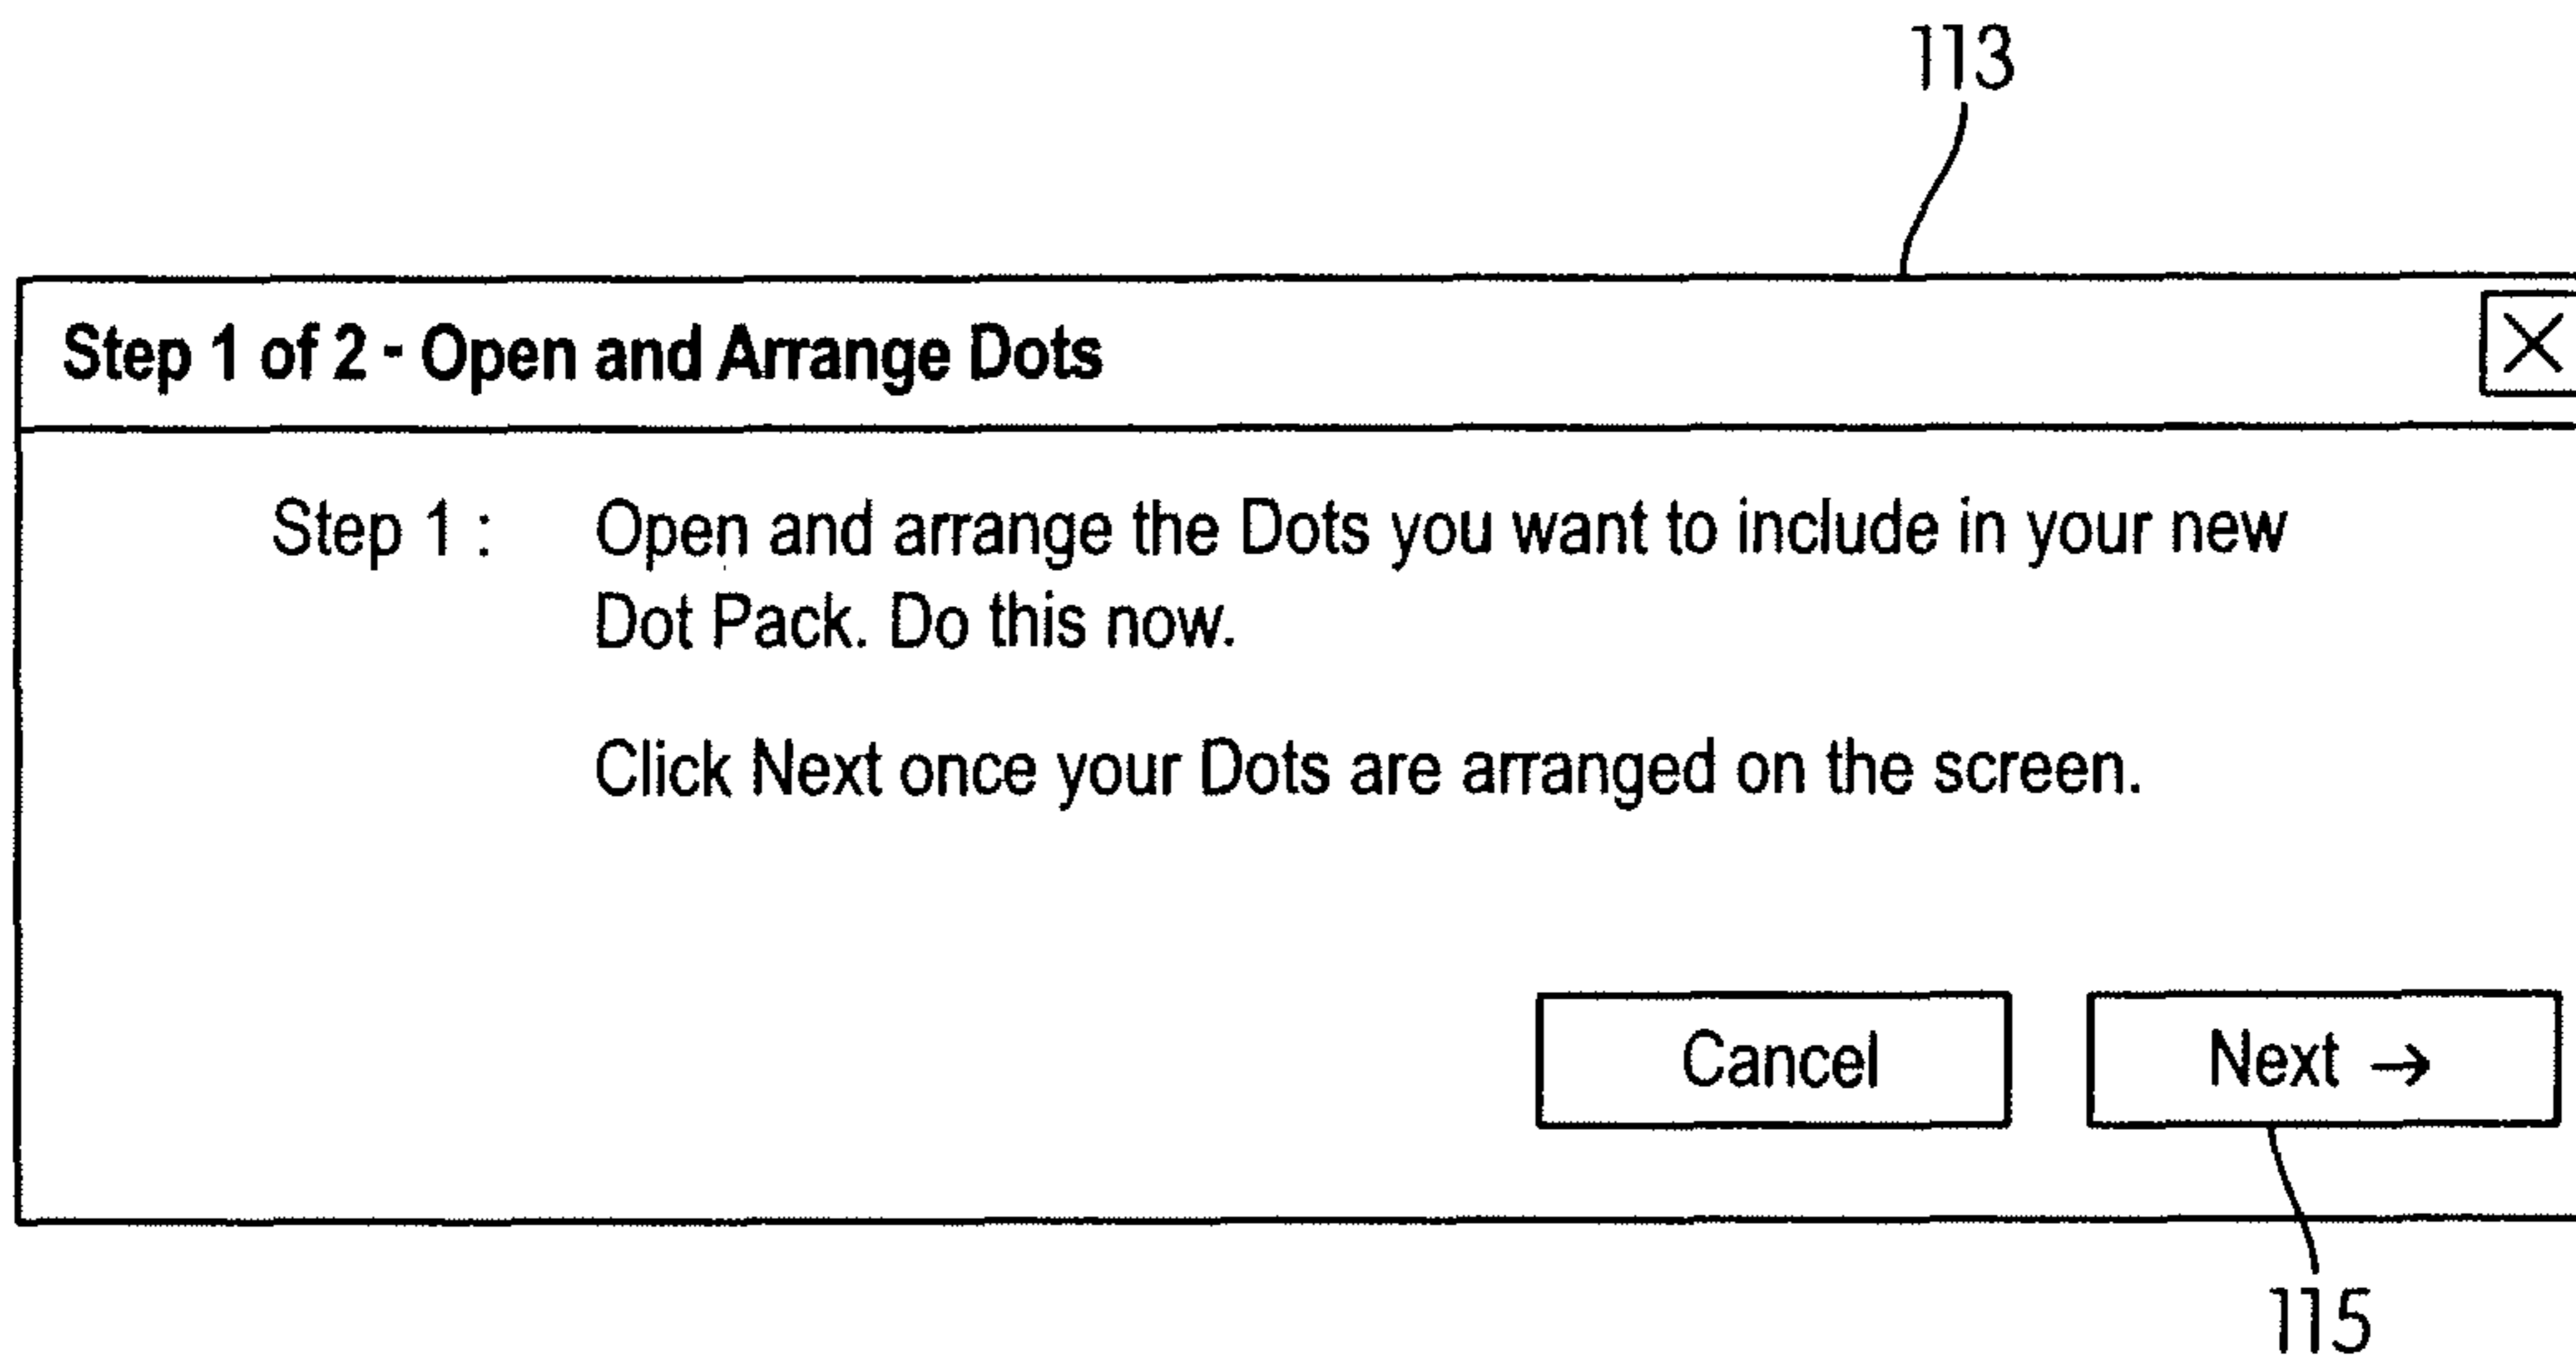 113
Step 1 of 2 - Open and Arrange Dots
Step 1 : Open and arrange the Dots you want to include in your new
Dot Pack. Do this now.
Click Next once your Dots are arranged on the screen.
Cancel Next →
115